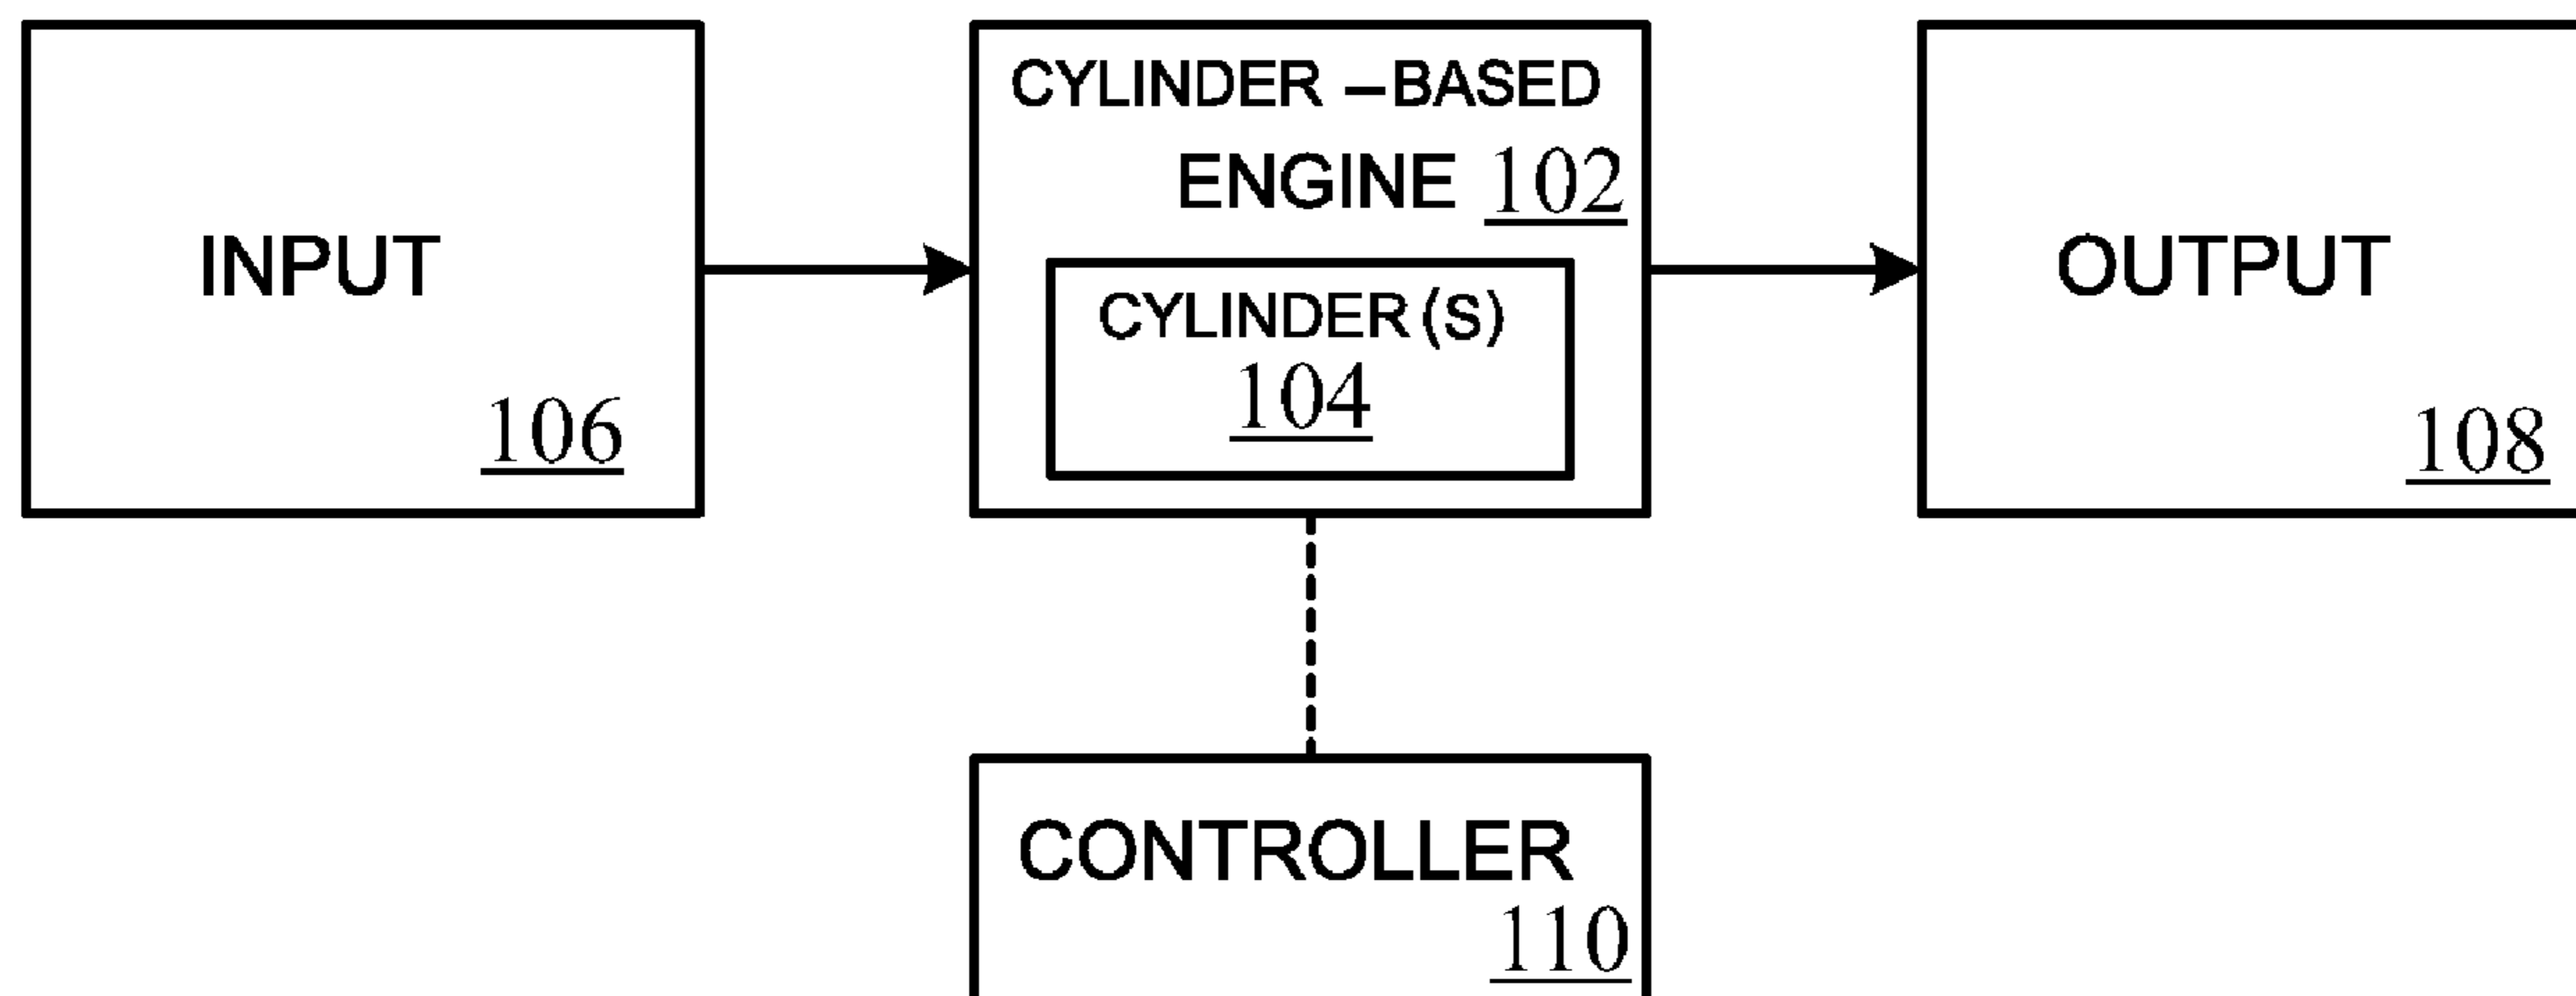 INPUT
106
CYLINDER –BASED
ENGINE 102
CYLINDER(S)
104
OUTPUT
108
CONTROLLER
110